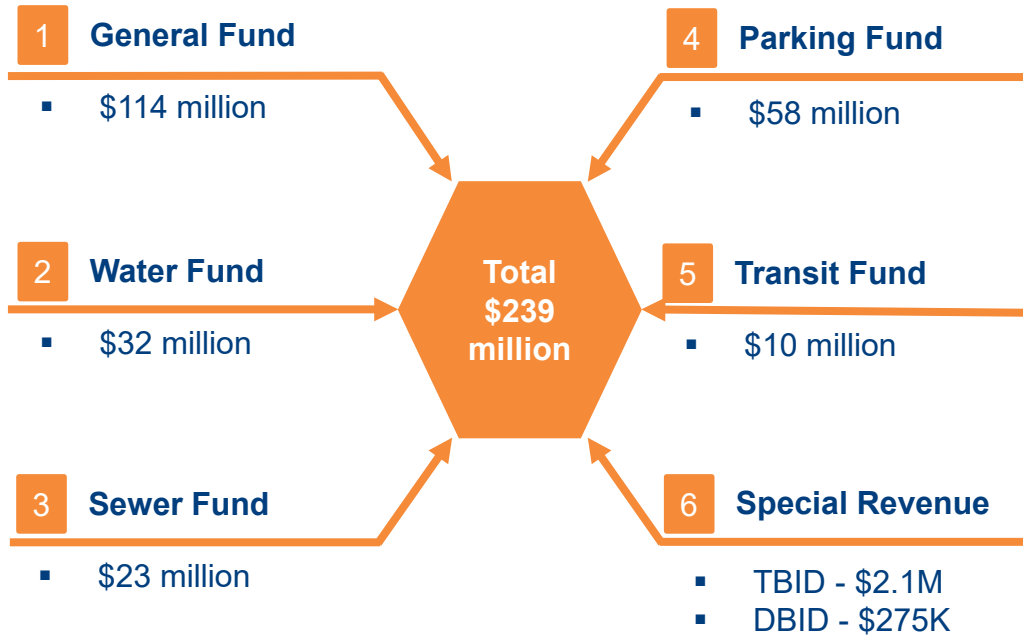 1 General Fund
▪ $114 million
2 Water Fund
▪ $32 million
3 Sewer Fund
▪ $23 million
Total
$239
million
4 Parking Fund
▪ $58 million
5 Transit Fund
▪ $10 million
6 Special Revenue
▪ TBID - $2.1M
▪ DBID - $275K